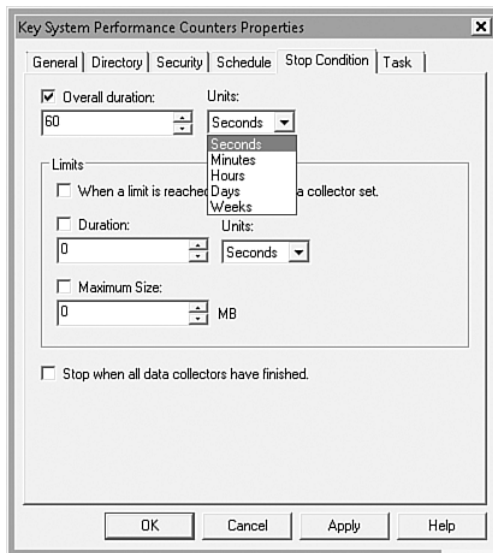 Key System Performance Counters Properties
General Directory Security Schedule Stop Condition Task
Overall duration: Units:
60 Seconds
Seconds
Minutes
Hours
Days
Weeks
Limits
When a limit is reached a collector set.
Duration: Units:
0 Seconds
Maximum Size:
0 MB
Stop when all data collectors have finished.
OK Cancel Apply Help